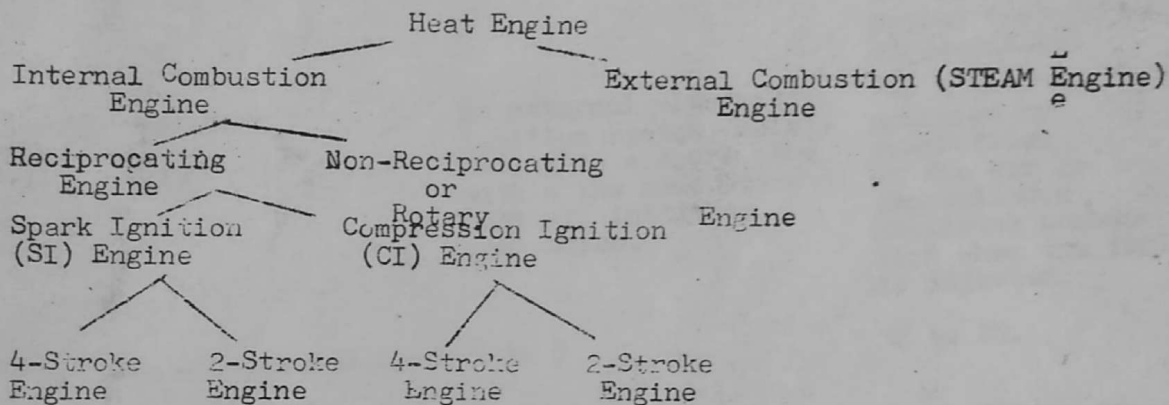 Heat Engine
Internal Combustion Engine
External Combustion (STEAM Engine) Engine
Reciprocating Engine
Non-Reciprocating or Rotary Engine
Spark Ignition (SI) Engine
Compression Ignition (CI) Engine
4-Stroke Engine
2-Stroke Engine
4-Stroke Engine
2-Stroke Engine